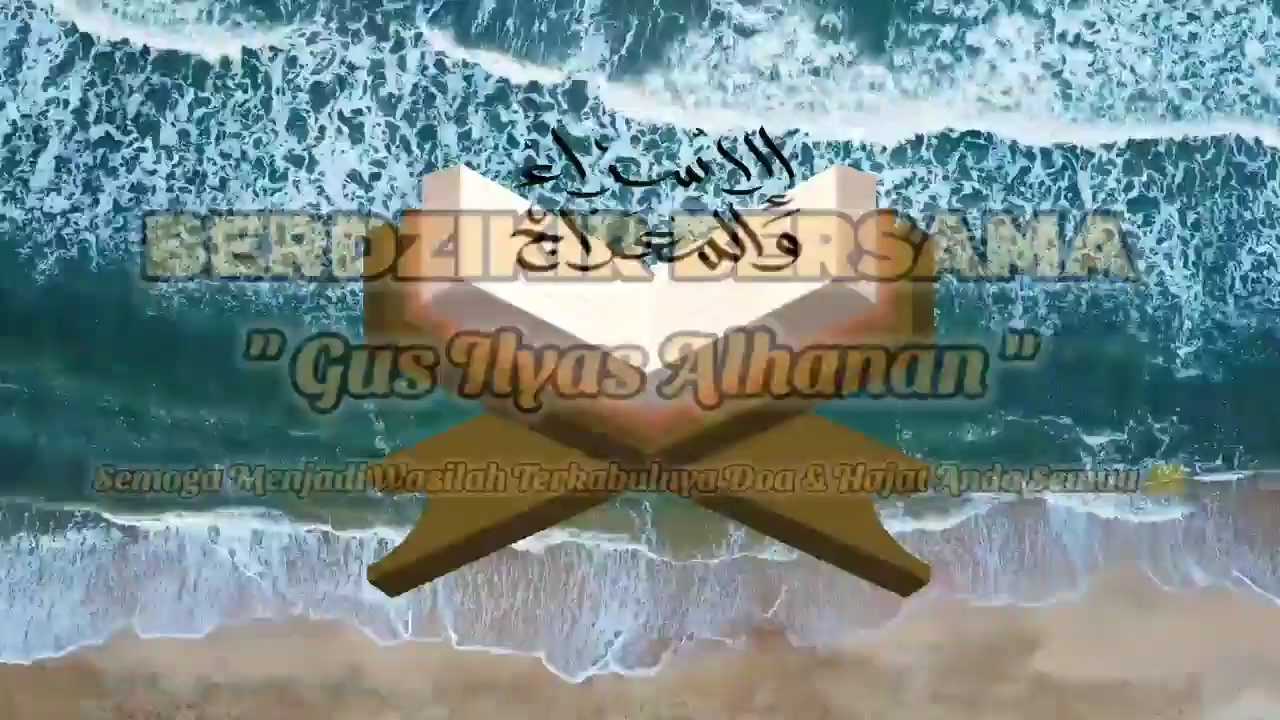 الإسراء
والمعراج
BERDZIKIR BERSAMA
"Gus Ilyas Alhanan"
Semoga Menjadi Wasilah Terkabulnya Doa & Hajat Anda Semua